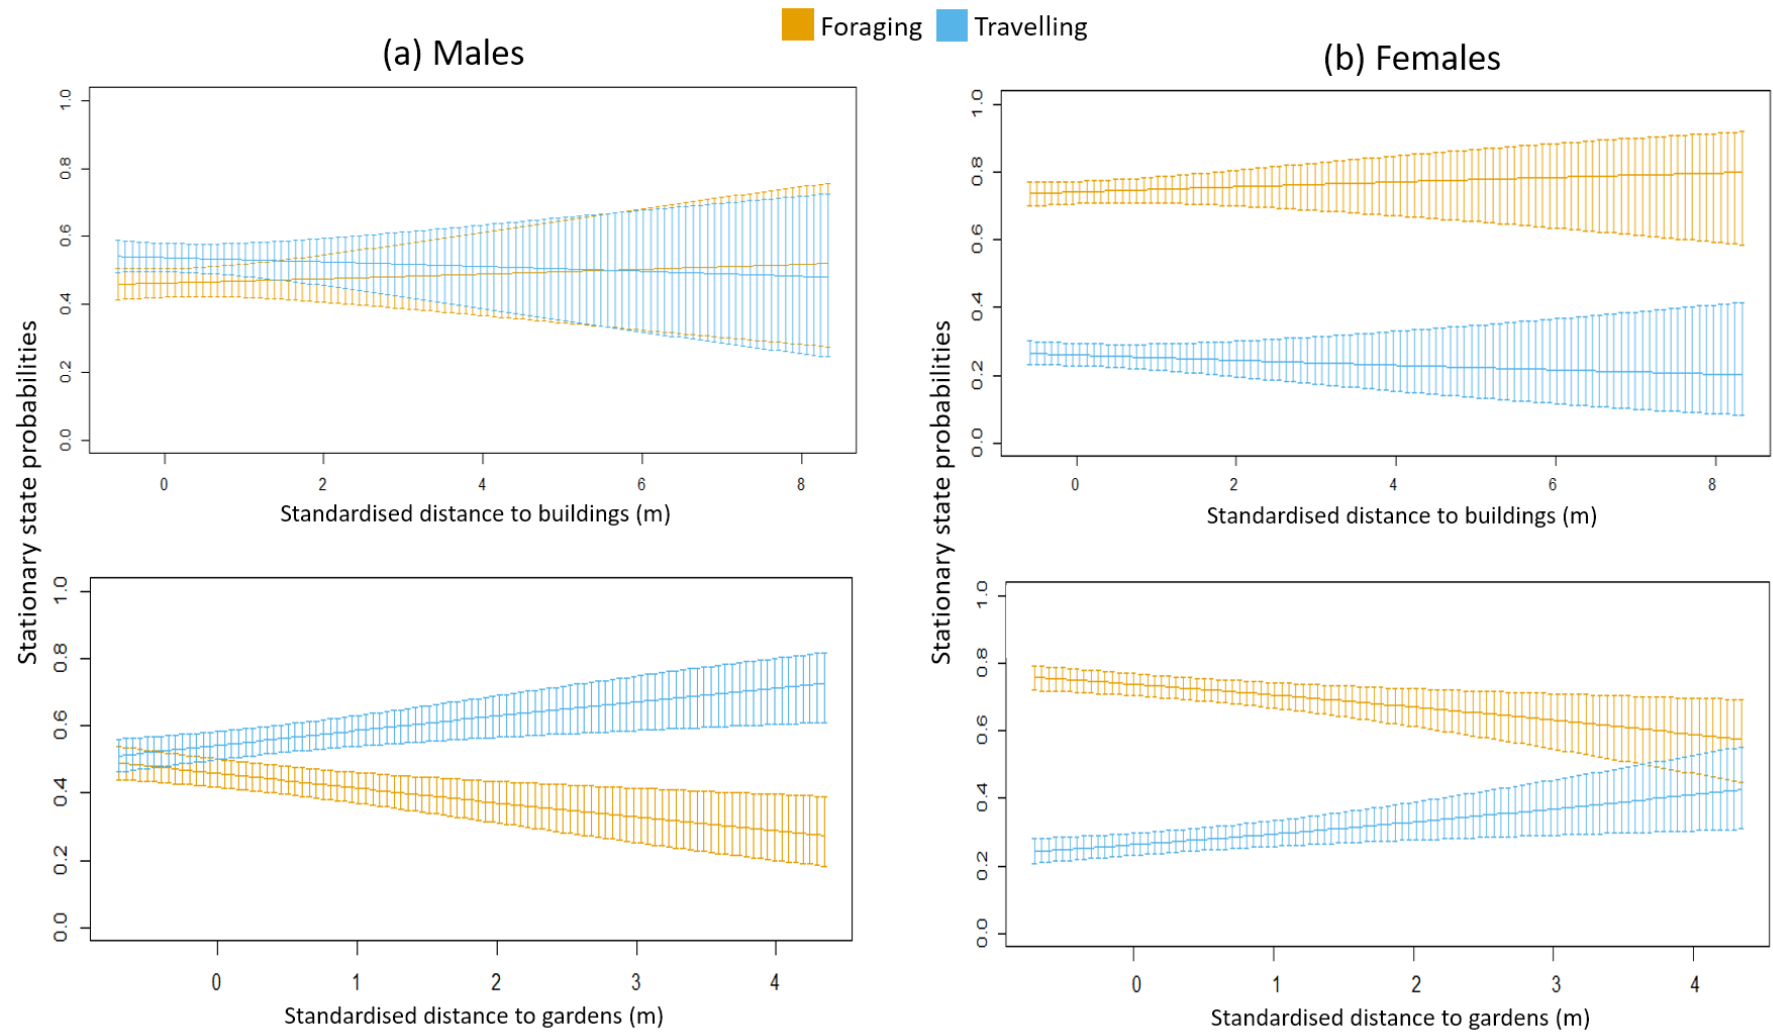 Foraging Travelling
(a) Males
(b) Females
Stationary state probabilities
1.0
0.8
0.6
0.4
0.2
0.0
0 2 4 6 8
Standardised distance to buildings (m)
1.0
0.8
0.6
0.4
0.2
0.0
0 1 2 3 4
Standardised distance to gardens (m)
Stationary state probabilities
1.0
0.8
0.6
0.4
0.2
0.0
0 2 4 6 8
Standardised distance to buildings (m)
1.0
0.8
0.6
0.4
0.2
0.0
0 1 2 3 4
Standardised distance to gardens (m)